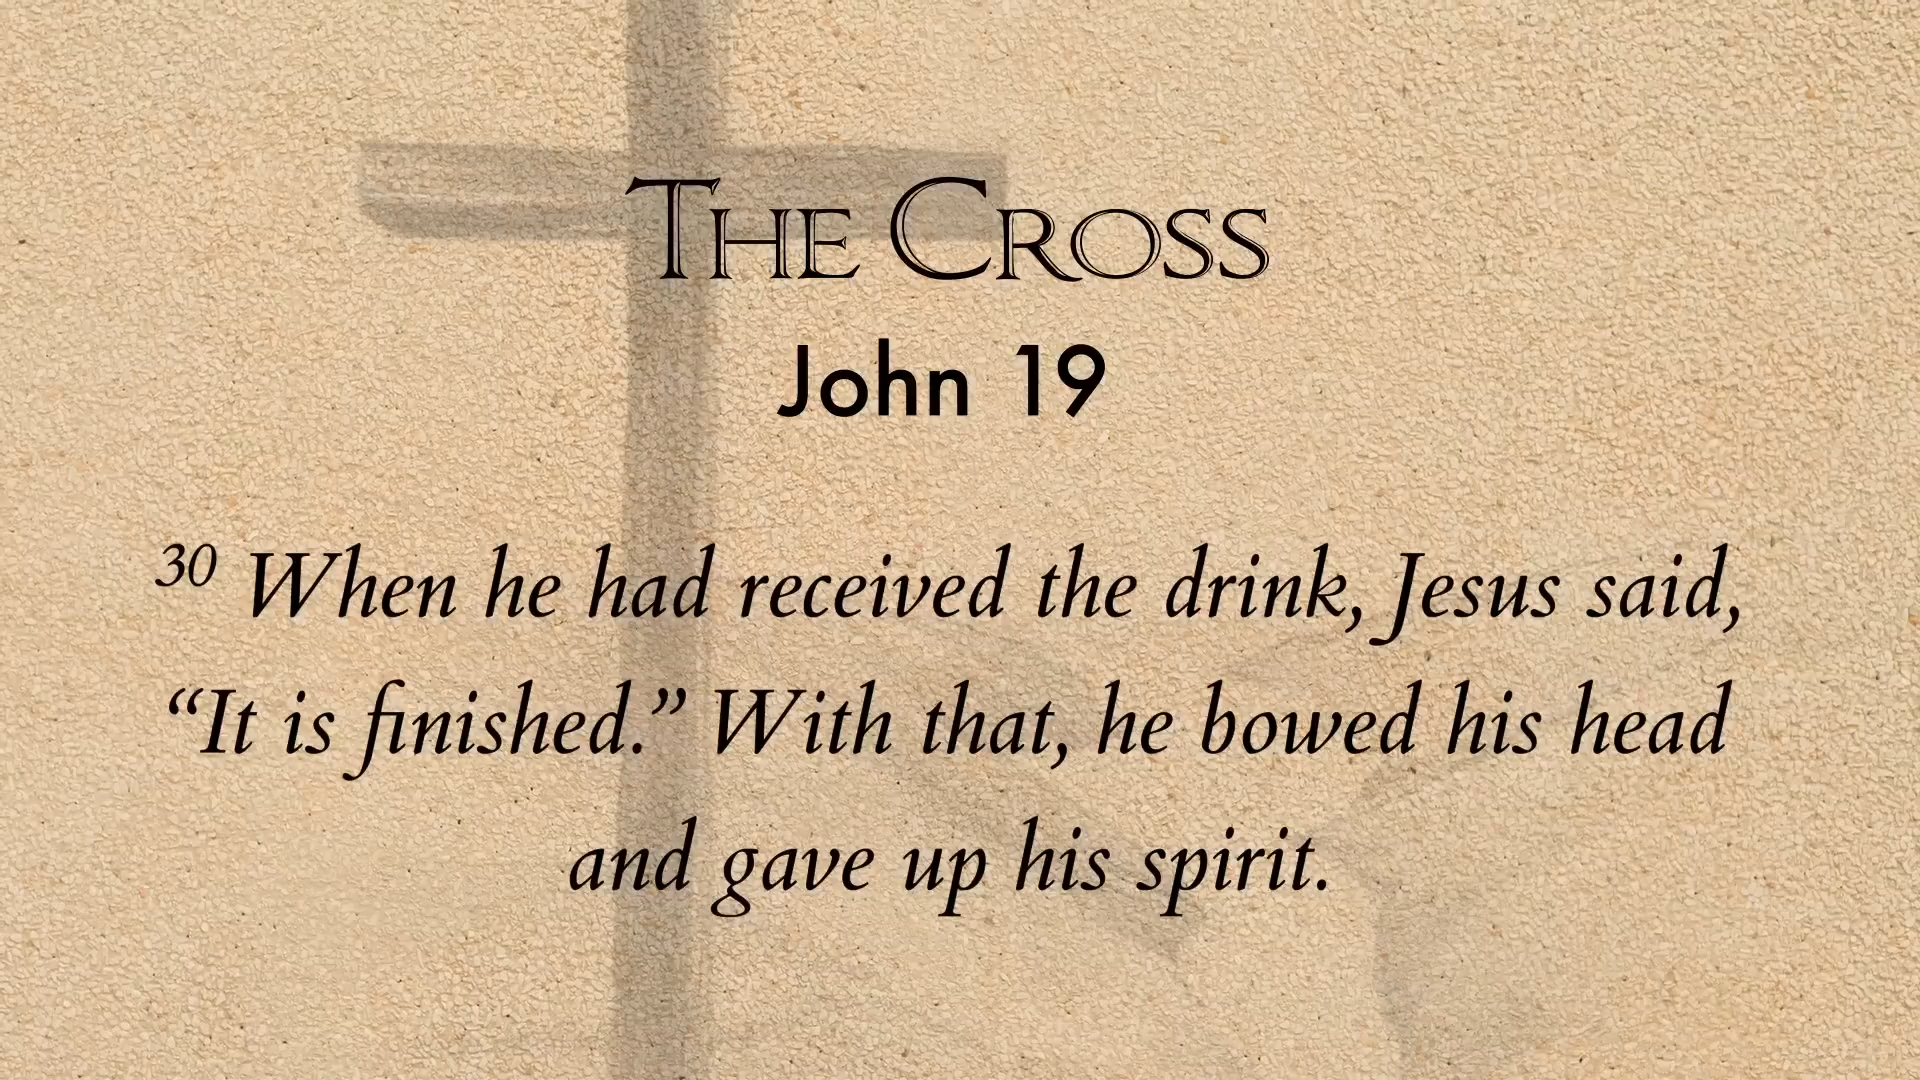 The Cross
John 19
30 When he had received the drink, Jesus said,
“It is finished.” With that, he bowed his head
and gave up his spirit.